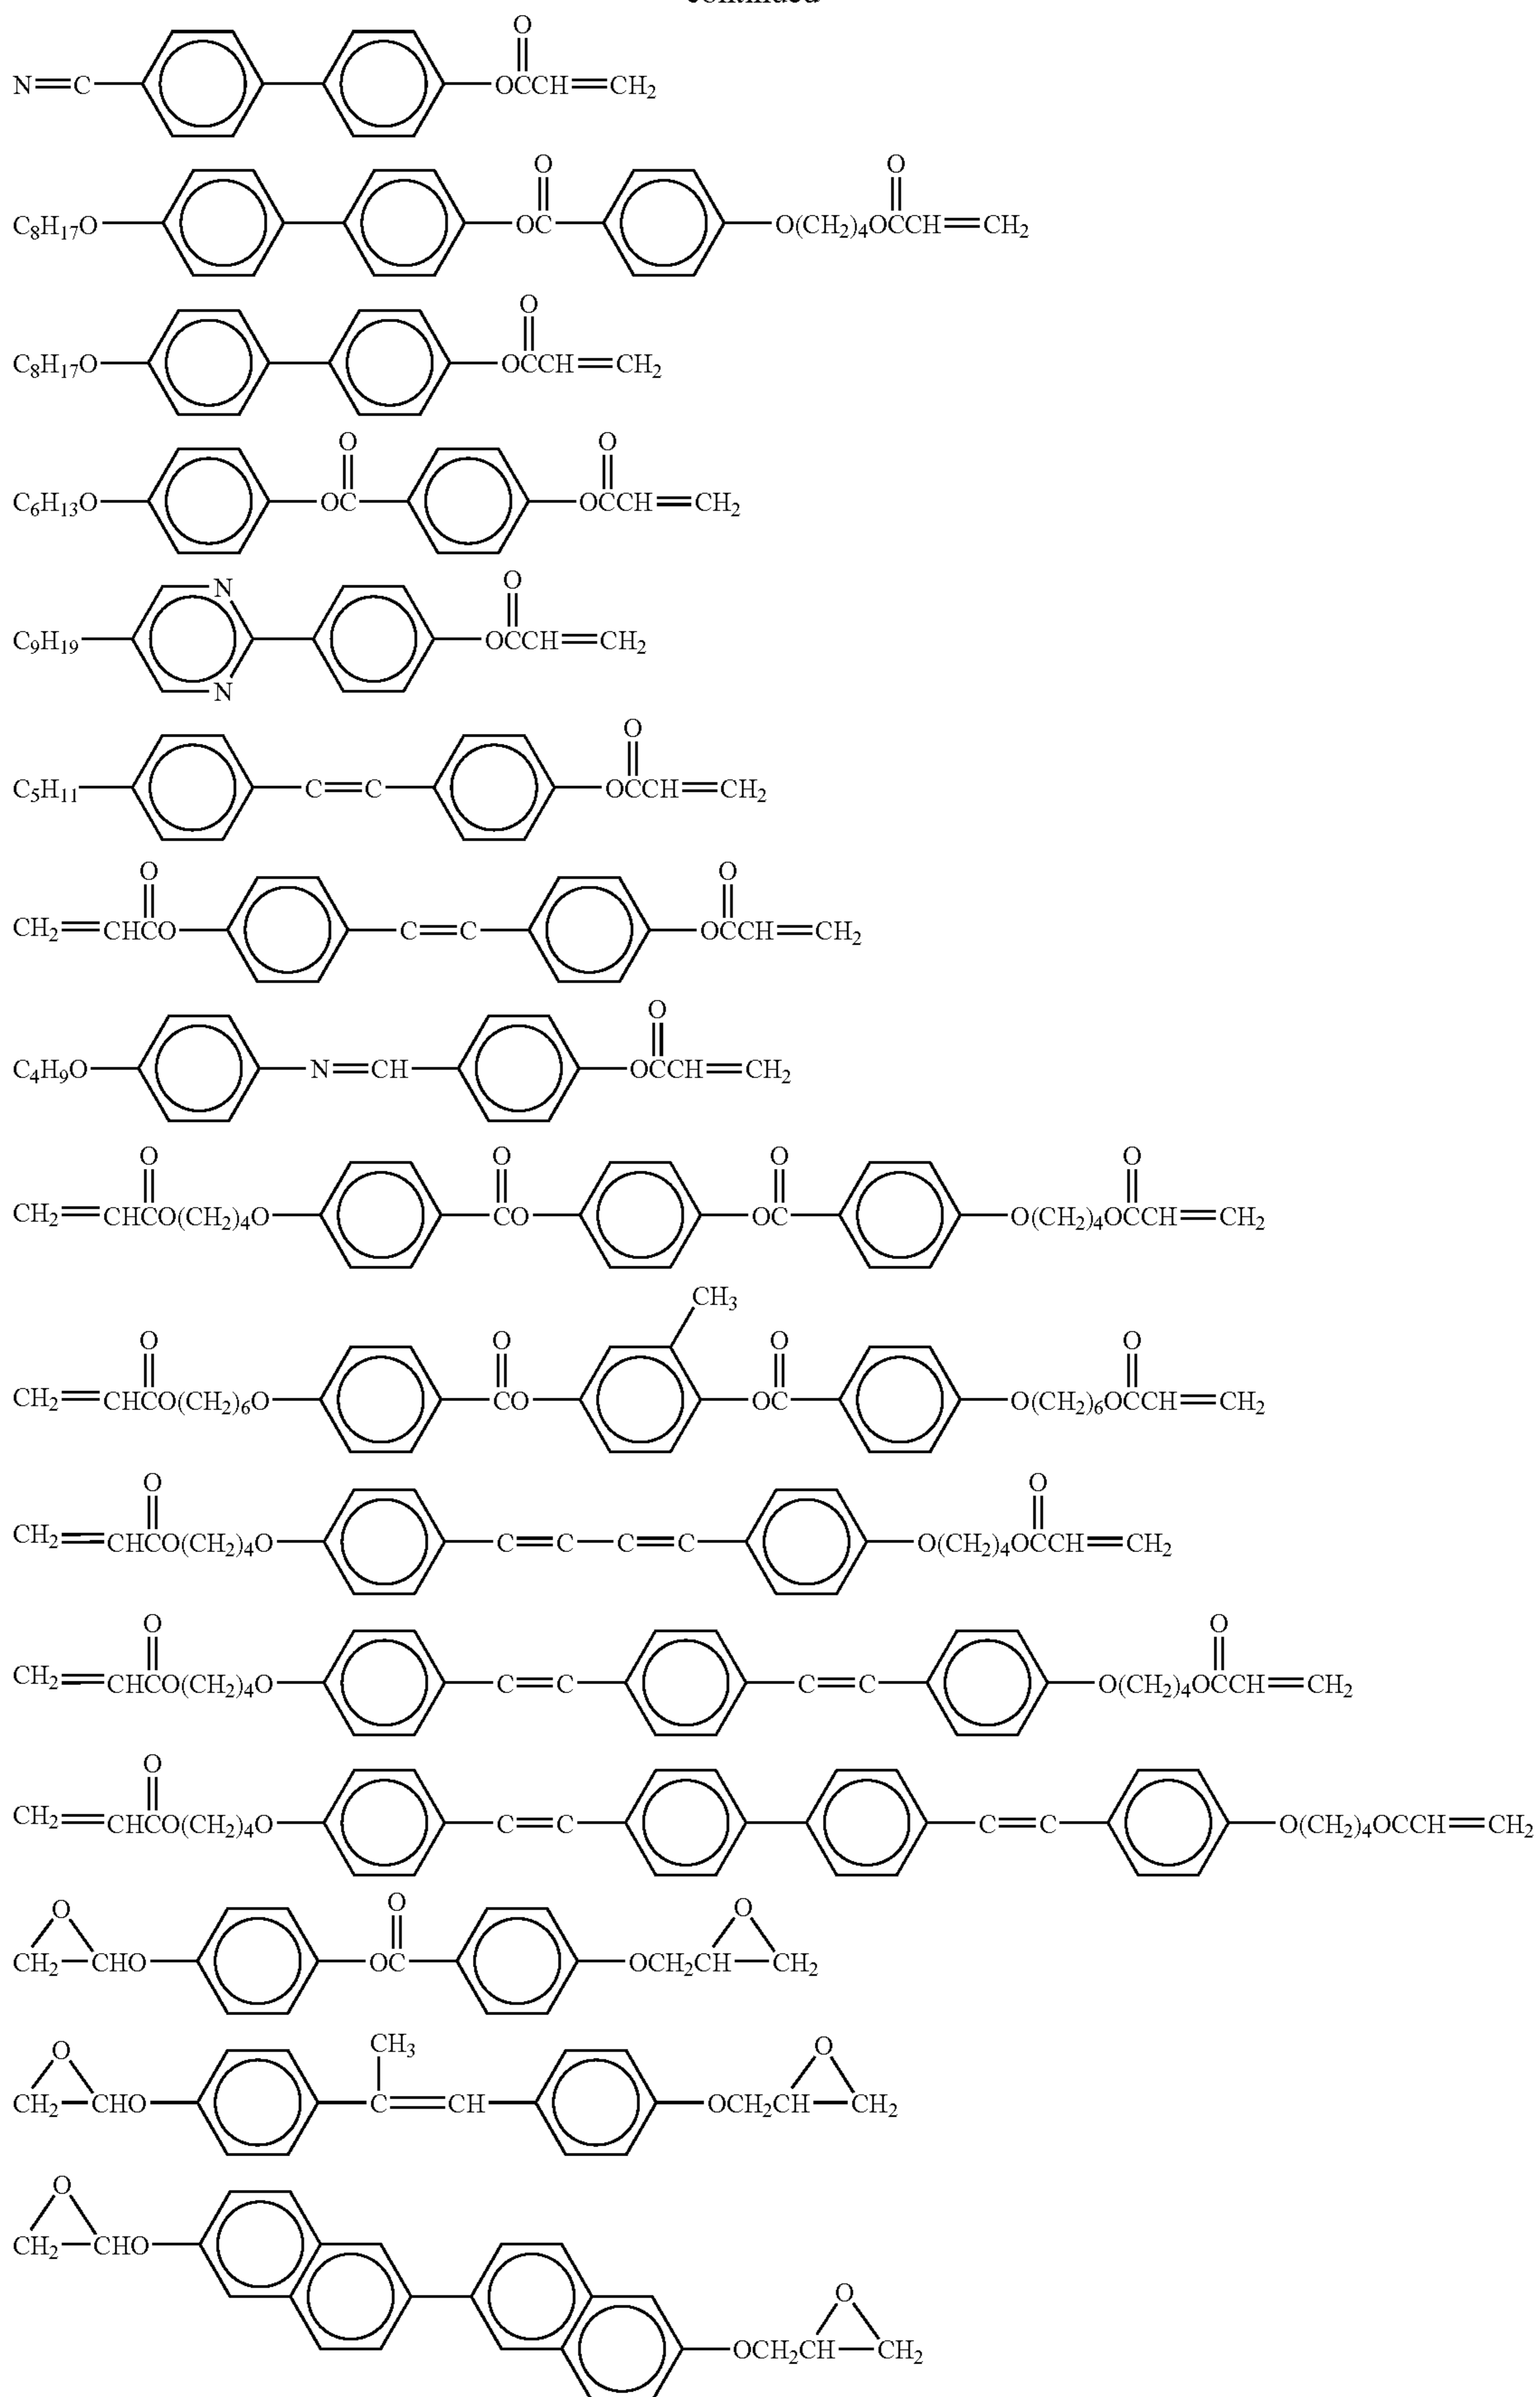 continued
O
N=C OCCH=CH₂
O O
C₈H₁₇O OC O(CH₂)₄OCCH=CH₂
O
C₈H₁₇O OCCH=CH₂
O O
C₆H₁₃O OC OCCH=CH₂
N O
C₉H₁₉ OCCH=CH₂
N
O
C₅H₁₁ C=C OCCH=CH₂
O O
CH₂=CHCO C=C OCCH=CH₂
O
C₄H₉O N=CH OCCH=CH₂
O O O O
CH₂=CHCO(CH₂)₄O CO OC O(CH₂)₄OCCH=CH₂
CH₃
O O O O
CH₂=CHCO(CH₂)₆O CO OC O(CH₂)₆OCCH=CH₂
O O
CH₂=CHCO(CH₂)₄O C=C C=C O(CH₂)₄OCCH=CH₂
O O
CH₂=CHCO(CH₂)₄O C=C C=C O(CH₂)₄OCCH=CH₂
O
CH₂=CHCO(CH₂)₄O C=C C=C O(CH₂)₄OCCH=CH₂
O O O
CH₂—CHO OC OCH₂CH—CH₂
O CH₃ O
CH₂—CHO C=CH OCH₂CH—CH₂
O
CH₂—CHO
O
OCH₂CH—CH₂